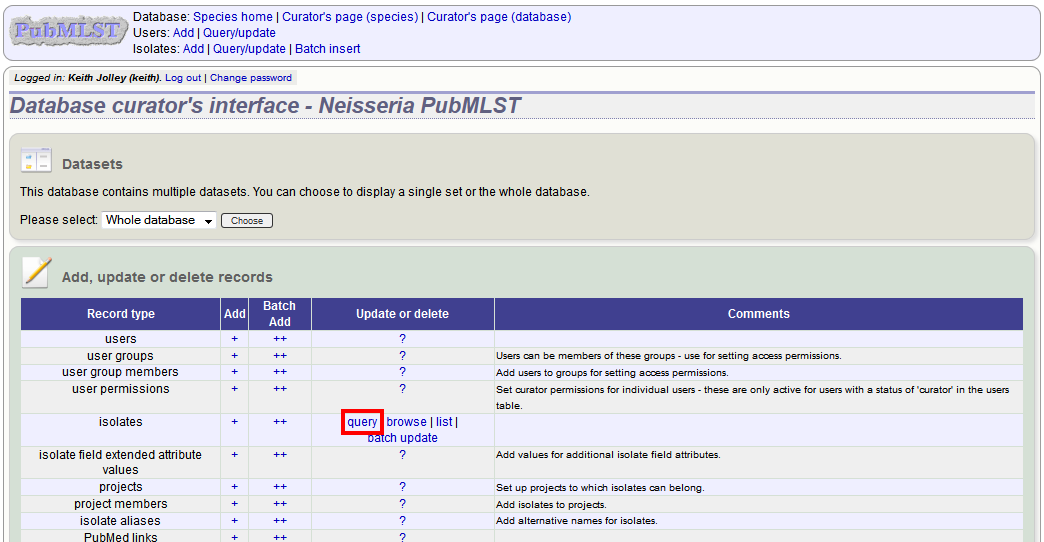 PubMLST
Database: Species home | Curator's page (species) | Curator's page (database)
Users: Add | Query/update
Isolates: Add | Query/update | Batch insert
Logged in: Keith Jolley (keith). Log out | Change password
Database curator's interface - Neisseria PubMLST
Datasets
This database contains multiple datasets. You can choose to display a single set or the whole database.
Please select: Whole database Choose
Add, update or delete records
Record type Add Batch Add Update or delete Comments
users + ++ ?
user groups + ++ ? Users can be members of these groups - use for setting access permissions.
user group members + ++ ? Add users to groups for setting access permissions.
user permissions + ++ ? Set curator permissions for individual users - these are only active for users with a status of 'curator' in the users
table.
isolates + ++ query browse | list |
batch update
isolate field extended attribute + ++ ? Add values for additional isolate field attributes.
values
projects + ++ ? Set up projects to which isolates can belong.
project members + ++ ? Add isolates to projects.
isolate aliases + ++ ? Add alternative names for isolates.
PubMed links + ++ ?